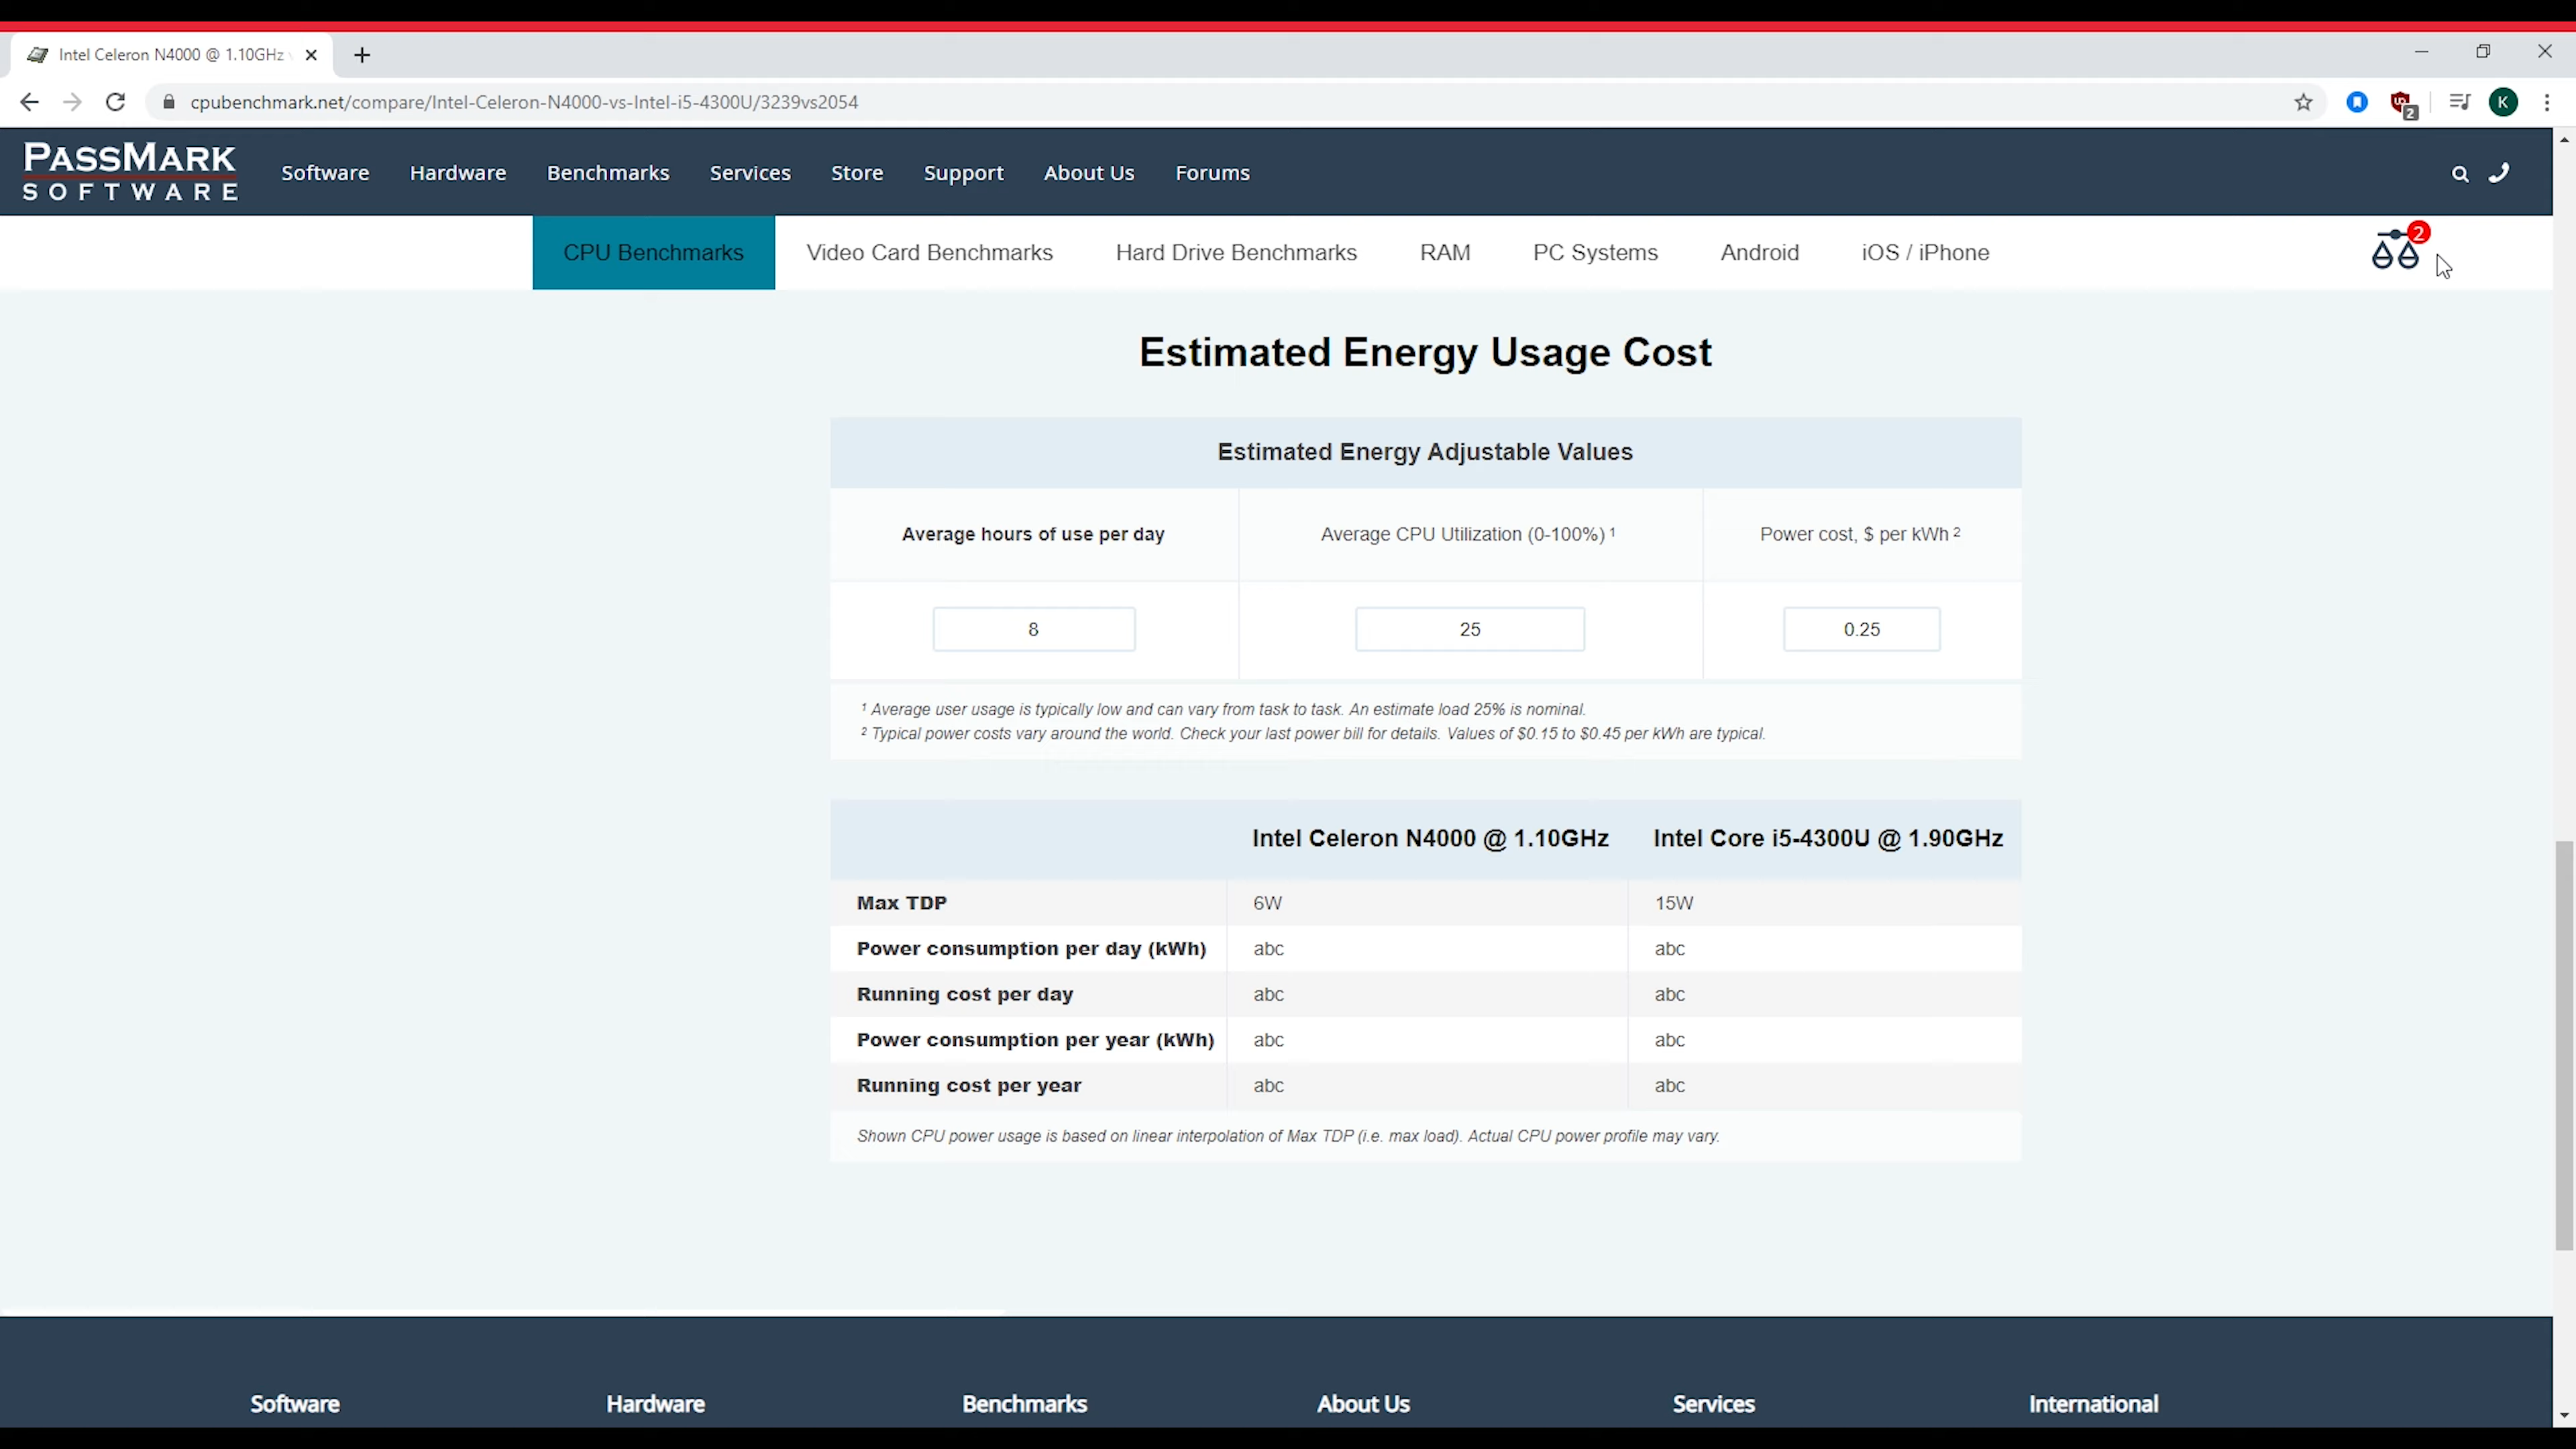 Intel Celeron N4000 @ 1.10GHz
cpubenchmark.net/compare/Intel-Celeron-N4000-vs-Intel-i5-4300U/3239vs2054
2
K
PASSMARK
SOFTWARE
Software Hardware Benchmarks Services Store Support About Us Forums
CPU Benchmarks Video Card Benchmarks Hard Drive Benchmarks RAM PC Systems Android iOS / iPhone
2
Estimated Energy Usage Cost
Estimated Energy Adjustable Values
Average hours of use per day Average CPU Utilization (0-100%) ¹ Power cost, $ per kWh ²
8 25 0.25
¹ Average user usage is typically low and can vary from task to task. An estimate load 25% is nominal.
² Typical power costs vary around the world. Check your last power bill for details. Values of $0.15 to $0.45 per kWh are typical.
Intel Celeron N4000 @ 1.10GHz Intel Core i5-4300U @ 1.90GHz
Max TDP 6W 15W
Power consumption per day (kWh) abc abc
Running cost per day abc abc
Power consumption per year (kWh) abc abc
Running cost per year abc abc
Shown CPU power usage is based on linear interpolation of Max TDP (i.e. max load). Actual CPU power profile may vary.
Software Hardware Benchmarks About Us Services International